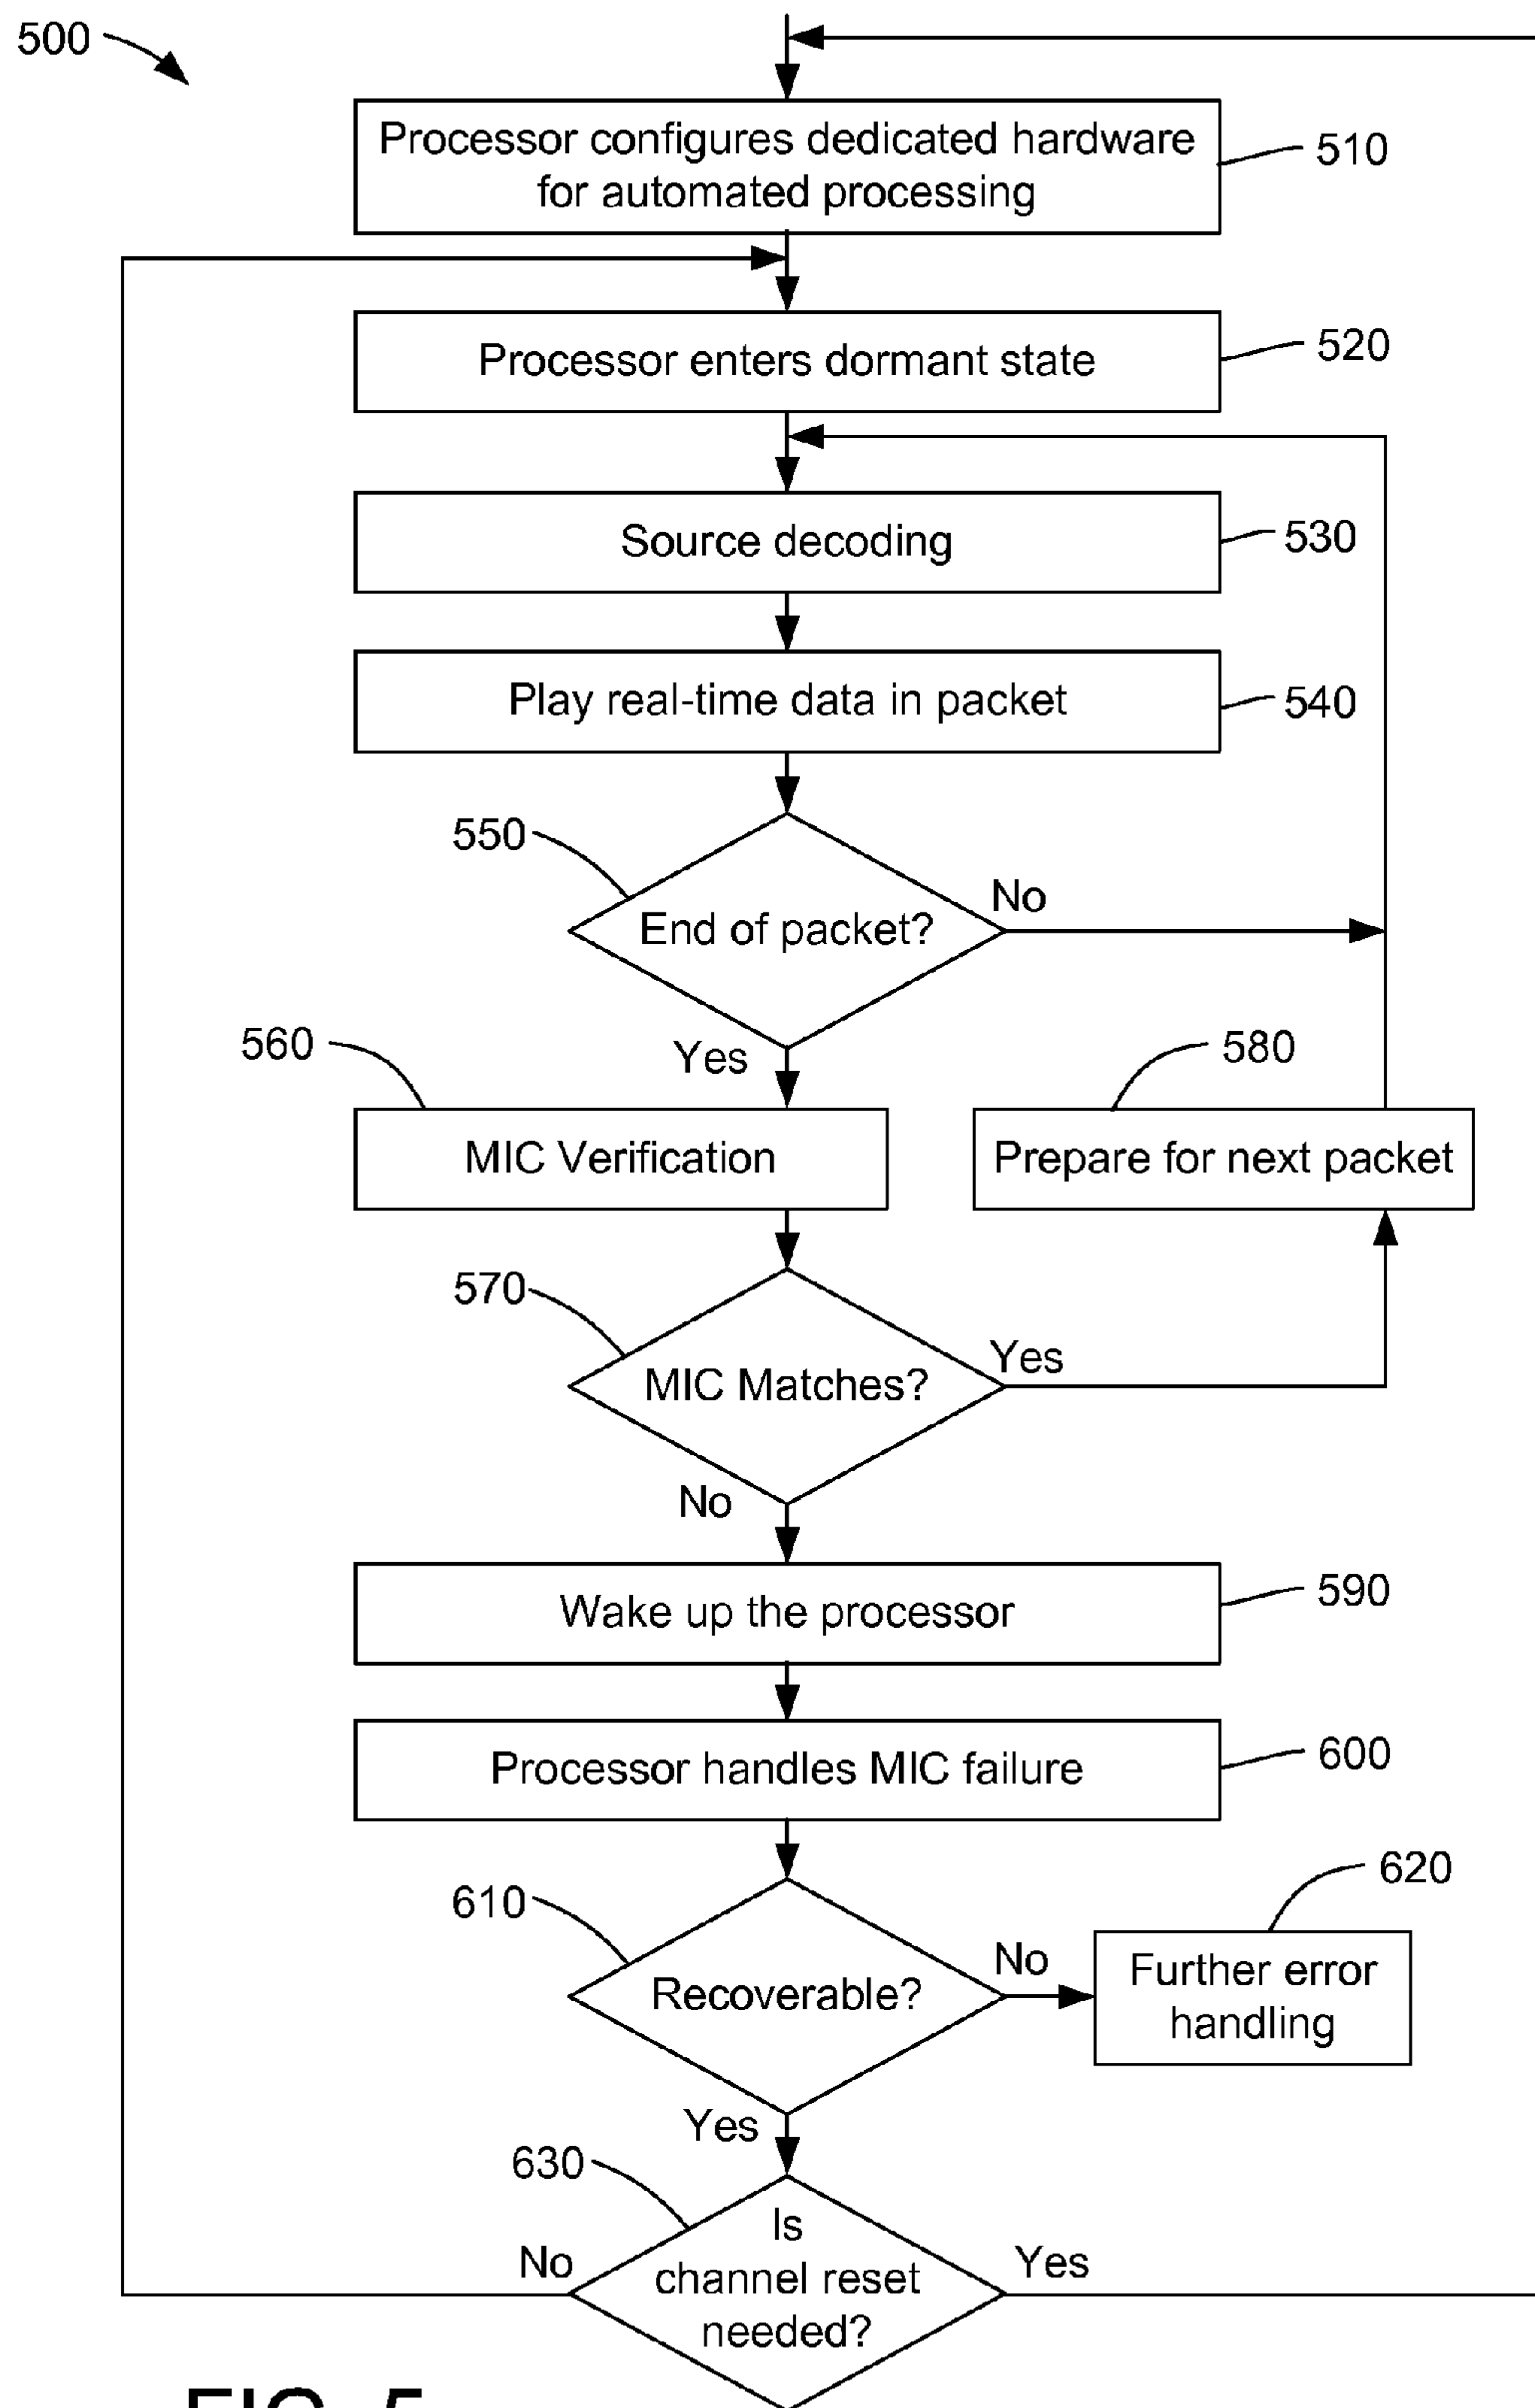 500
Processor configures dedicated hardware
for automated processing
510
Processor enters dormant state
520
Source decoding
530
Play real-time data in packet
540
550
End of packet?
No
Yes
560
MIC Verification
580
Prepare for next packet
570
MIC Matches?
Yes
No
Wake up the processor
590
Processor handles MIC failure
600
610
Recoverable?
No
620
Further error
handling
Yes
630
Is
channel reset
needed?
No
Yes
FIG. 5